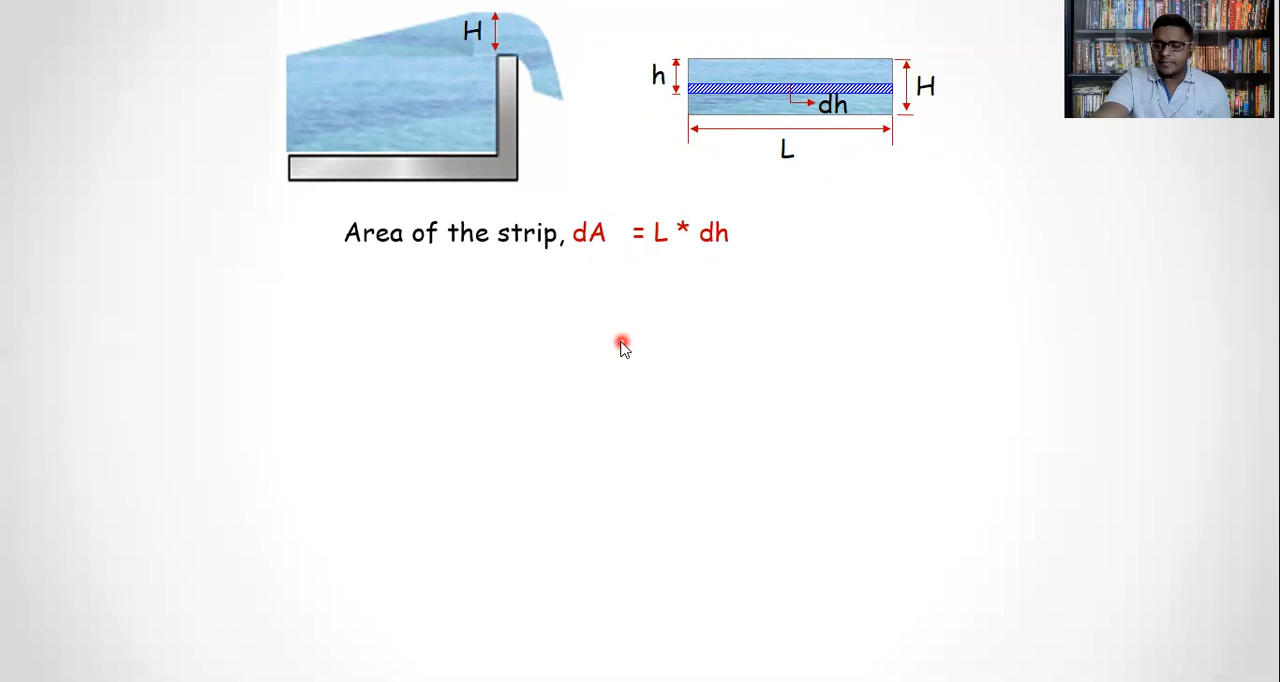 H
h
H
dh
L
Area of the strip, dA = L * dh